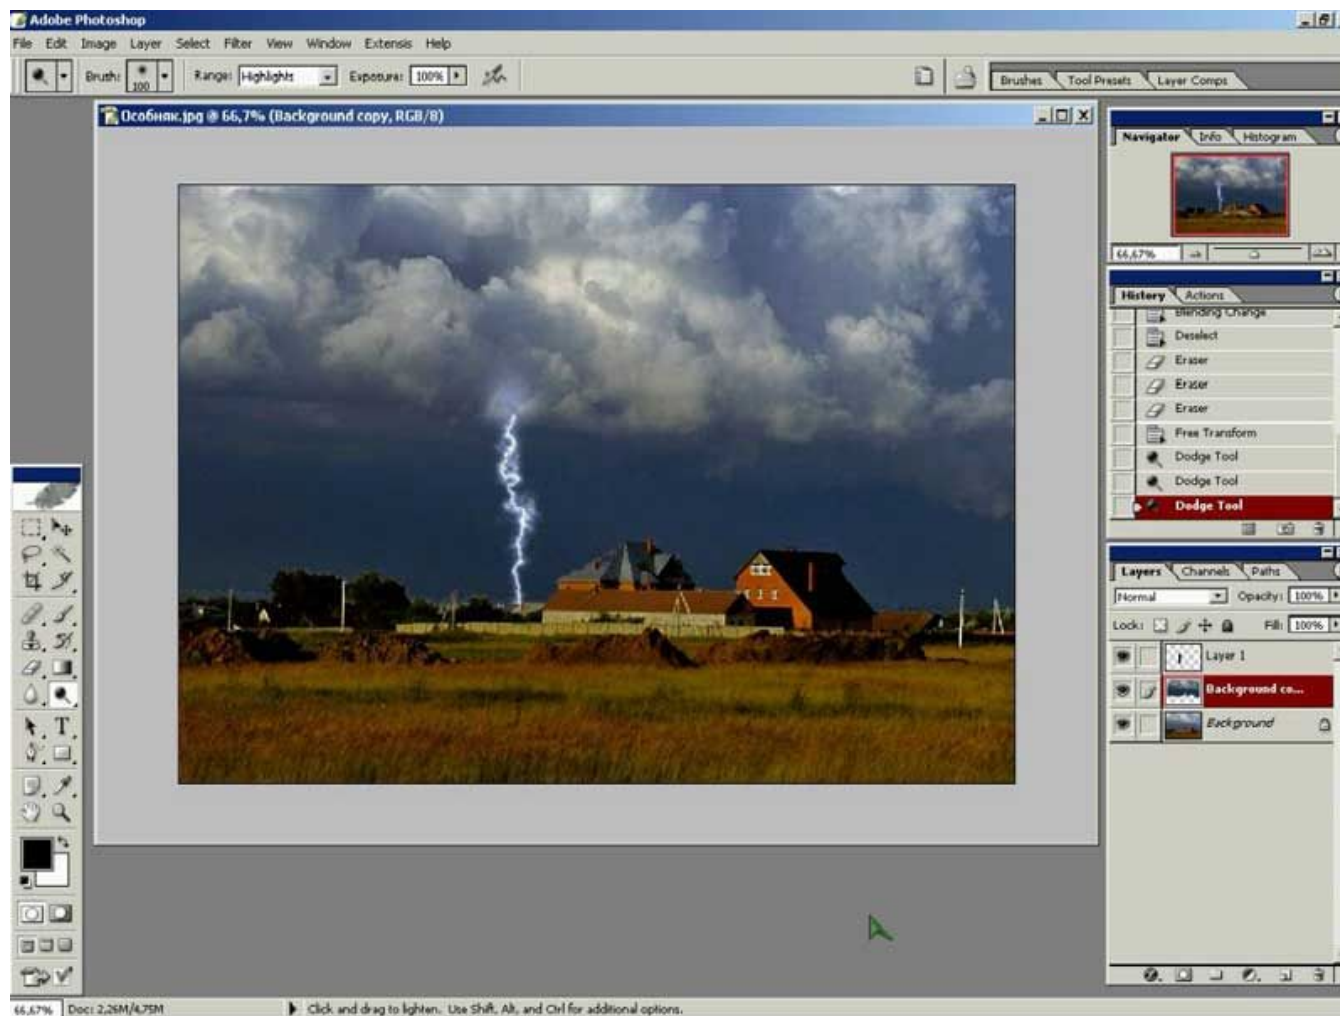 Adobe Photoshop
File Edit Image Layer Select Filter View Window Extensis Help
Brush: 100 Range: Highlights Exposure: 100%
Brushes Tool Presets Layer Comps
Особняк.jpg @ 66,7% (Background copy, RGB/8)
Navigator Info Histogram
66,67%
History Actions
Blending Change
Deselect
Eraser
Eraser
Eraser
Free Transform
Dodge Tool
Dodge Tool
Dodge Tool
Layers Channels Paths
Normal Opacity: 100%
Lock: Fill: 100%
Layer 1
Background co...
Background
66,67% Doc: 2,26M/4,75M Click and drag to lighten. Use Shift, Alt, and Ctrl for additional options.